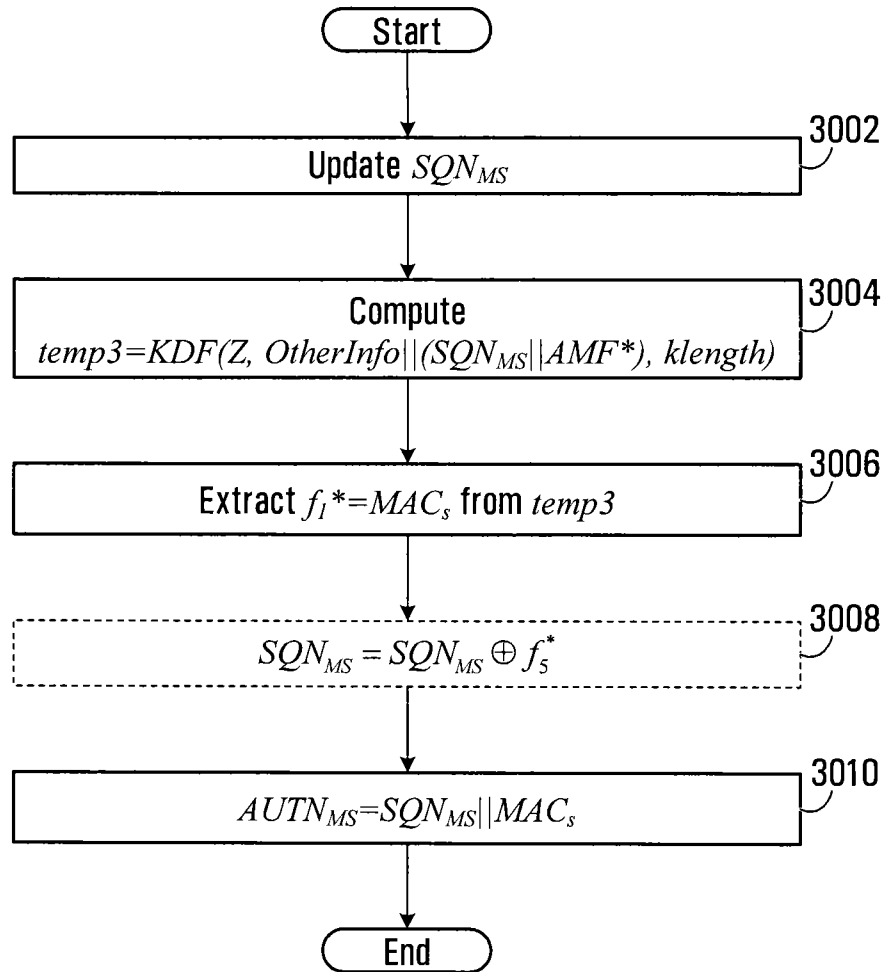 Start
3002
Update SQN_MS
3004
Compute
temp3=KDF(Z, OtherInfo||(SQN_MS||AMF*), klength)
3006
Extract f_1*=MAC_s from temp3
3008
SQN_MS = SQN_MS ⊕ f_5^*
3010
AUTN_MS=SQN_MS||MAC_s
End